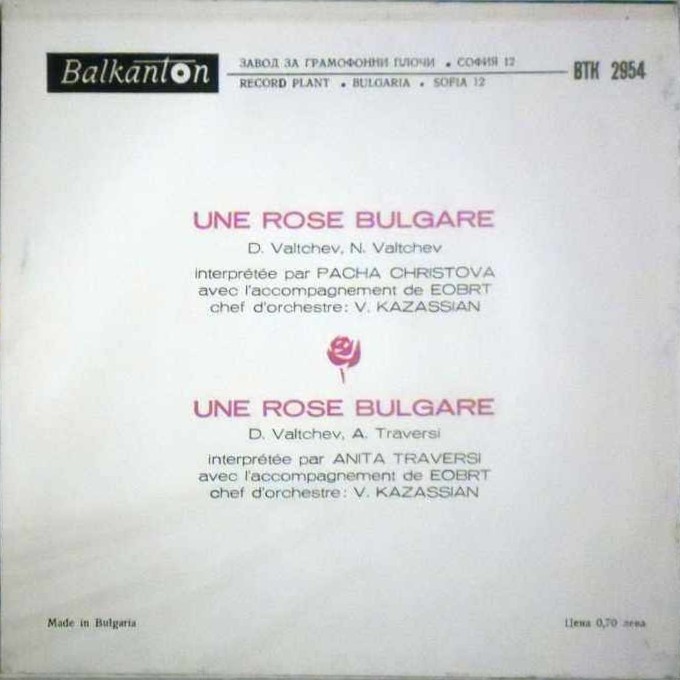 Balkanton
ЗАВОД ЗА ГРАМОФОННИ ПЛОЧИ • СОФИЯ 12
RECORD PLANT • BULGARIA • SOFIA 12
ВТК 2954
UNE ROSE BULGARE
D. Valtchev, N. Valtchev
interprétée par PACHA CHRISTOVA
avec l'accompagnement de EOBRT
chef d'orchestre: V. KAZASSIAN
UNE ROSE BULGARE
D. Valtchev, A. Traversi
interprétée par ANITA TRAVERSI
avec l'accompagnement de EOBRT
chef d'orchestre: V. KAZASSIAN
Made in Bulgaria
Цена 0,70 лева